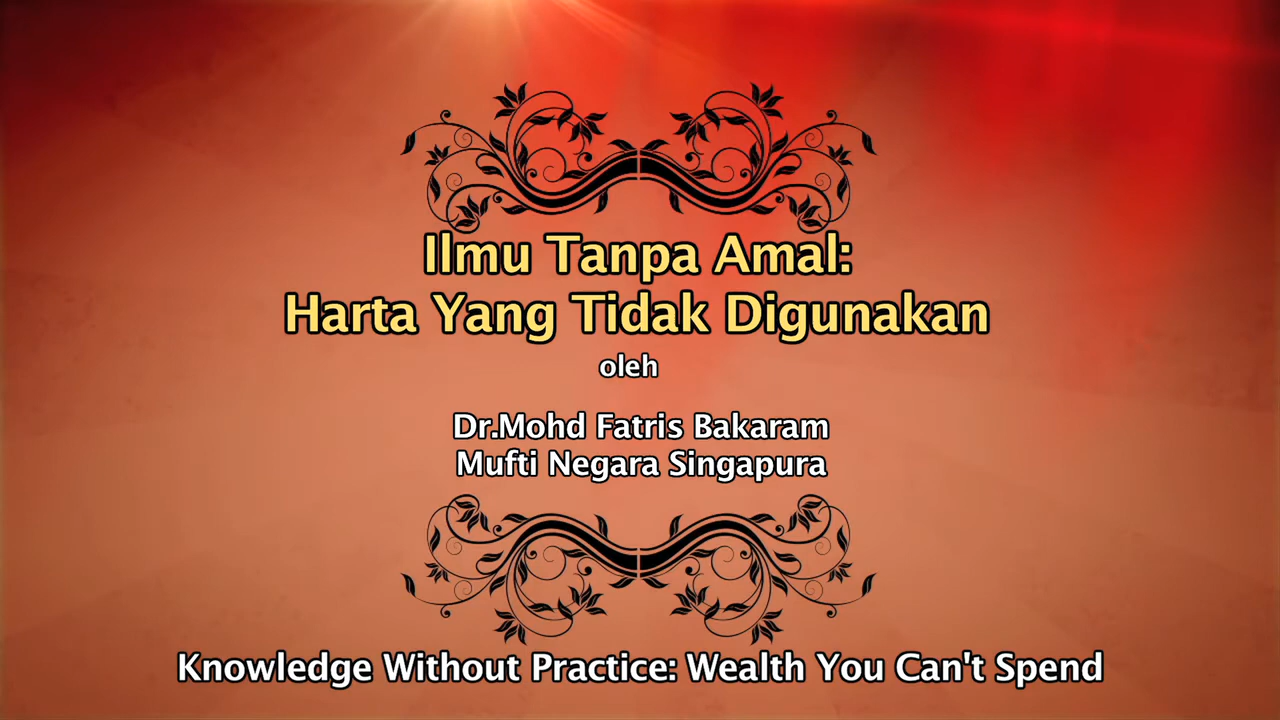 Ilmu Tanpa Amal:
Harta Yang Tidak Digunakan
oleh
Dr.Mohd Fatris Bakaram
Mufti Negara Singapura
Knowledge Without Practice: Wealth You Can't Spend